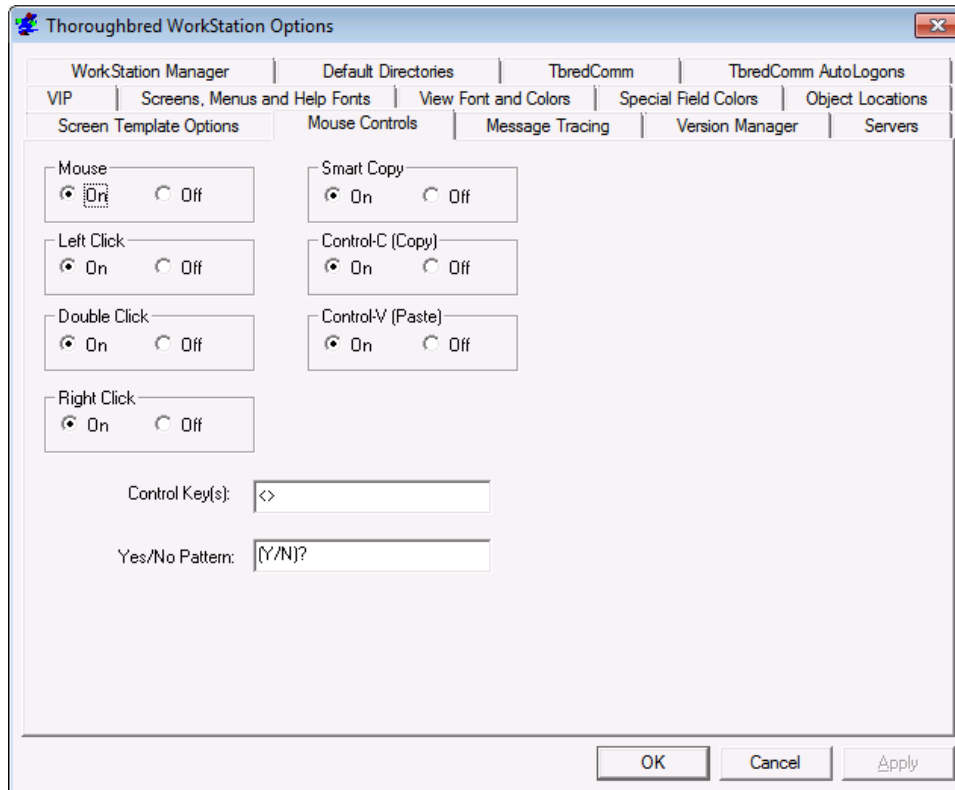 Thoroughbred WorkStation Options
WorkStation Manager Default Directories TbredComm TbredComm AutoLogons
VIP Screens, Menus and Help Fonts View Font and Colors Special Field Colors Object Locations
Screen Template Options Mouse Controls Message Tracing Version Manager Servers
Mouse Smart Copy
On Off On Off
Left Click Control-C (Copy)
On Off On Off
Double Click Control-V (Paste)
On Off On Off
Right Click
On Off
Control Key(s): <>
Yes/No Pattern: (Y/N)?
OK Cancel Apply